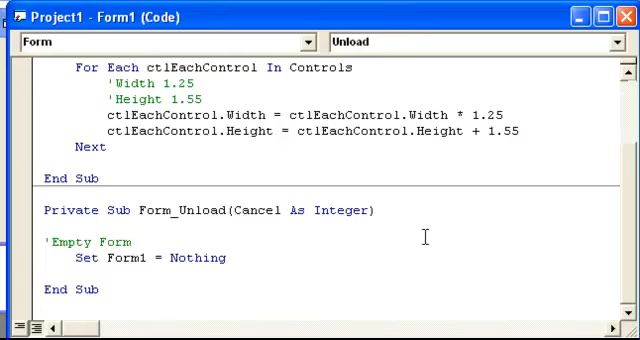 Project1 - Form1 (Code)
Form Unload
For Each ctlEachControl In Controls
'Width 1.25
'Height 1.55
ctlEachControl.Width = ctlEachControl.Width * 1.25
ctlEachControl.Height = ctlEachControl.Height + 1.55
Next
End Sub
Private Sub Form_Unload(Cancel As Integer)
'Empty Form
Set Form1 = Nothing
End Sub